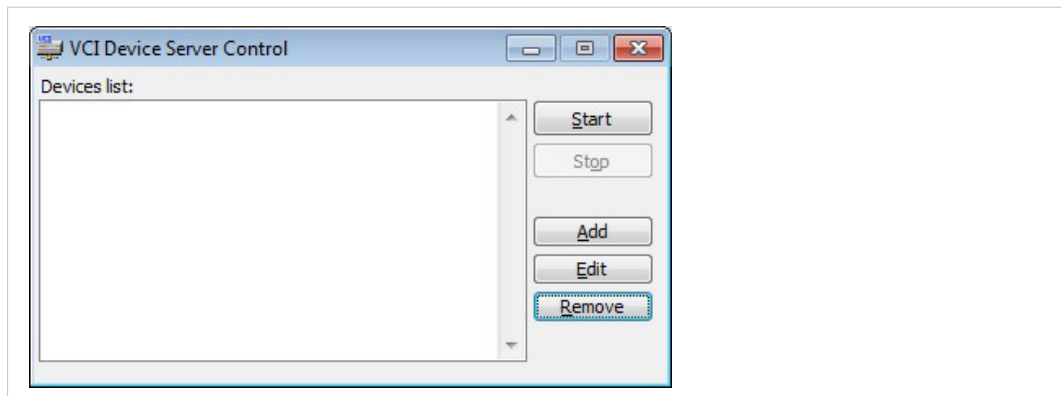 VCI Device Server Control
Devices list:
Start
Stop
Add
Edit
Remove